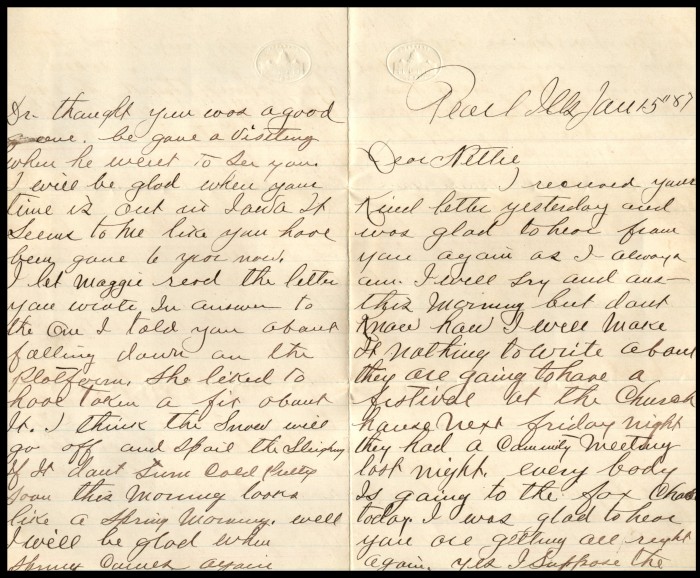 Pearl Ills Jan 15" 87
Dear Nettie
I received your
kind letter yesterday and
was glad to hear from
you again as I always
am. I will try and ans-
this Morning but dont
Know how I will Make
It nothing to write about
they are going to have a
festival at the Church
house next friday night
they had a Comunity Meeting
last night. every body
Is going to the fox Chase
today. I was glad to hear
you are getting all right
again. yes I suppose the
Dr. thought you was a good
one. he gave a Visiting
when he went to see you.
I will be glad when your
time is out in Iowa It
seems to Me like you have
been gone 6 yrs now.
I let Maggie read the letter
you wrote In answer to
the One I told you about
falling down on the
Platform. She liked to
have taken a fit about
It. I think the Snow will
go off and Spoil the Sleighing
If It dont turn Cold Pretty
Soon this Morning looks
like a Spring Morning. well
I will be glad when
Spring Comes again